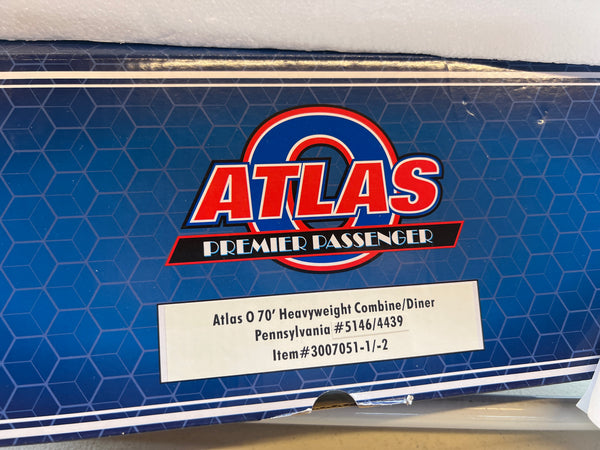 ATLAS
O
PREMIER PASSENGER
Atlas O 70' Heavyweight Combine/Diner
Pennsylvania #5146/4439
Item#3007051-1/-2